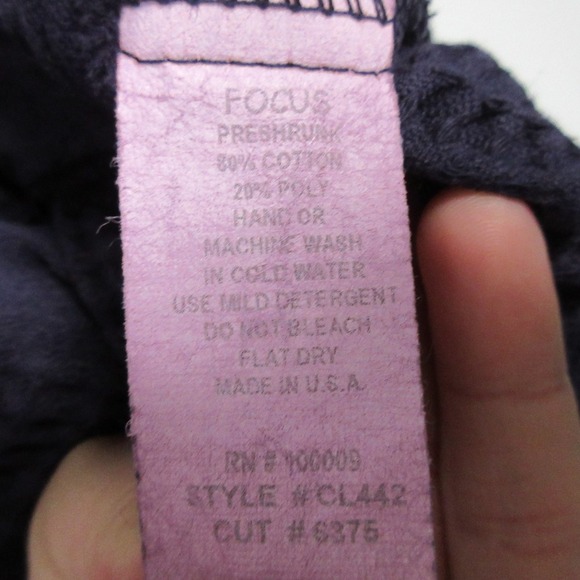 FOCUS
PRESHRUNK
80% COTTON
20% POLY
HAND OR
MACHINE WASH
IN COLD WATER
USE MILD DETERGENT
DO NOT BLEACH
FLAT DRY
MADE IN U.S.A.
RN # 100009
STYLE # CL442
CUT # 6375